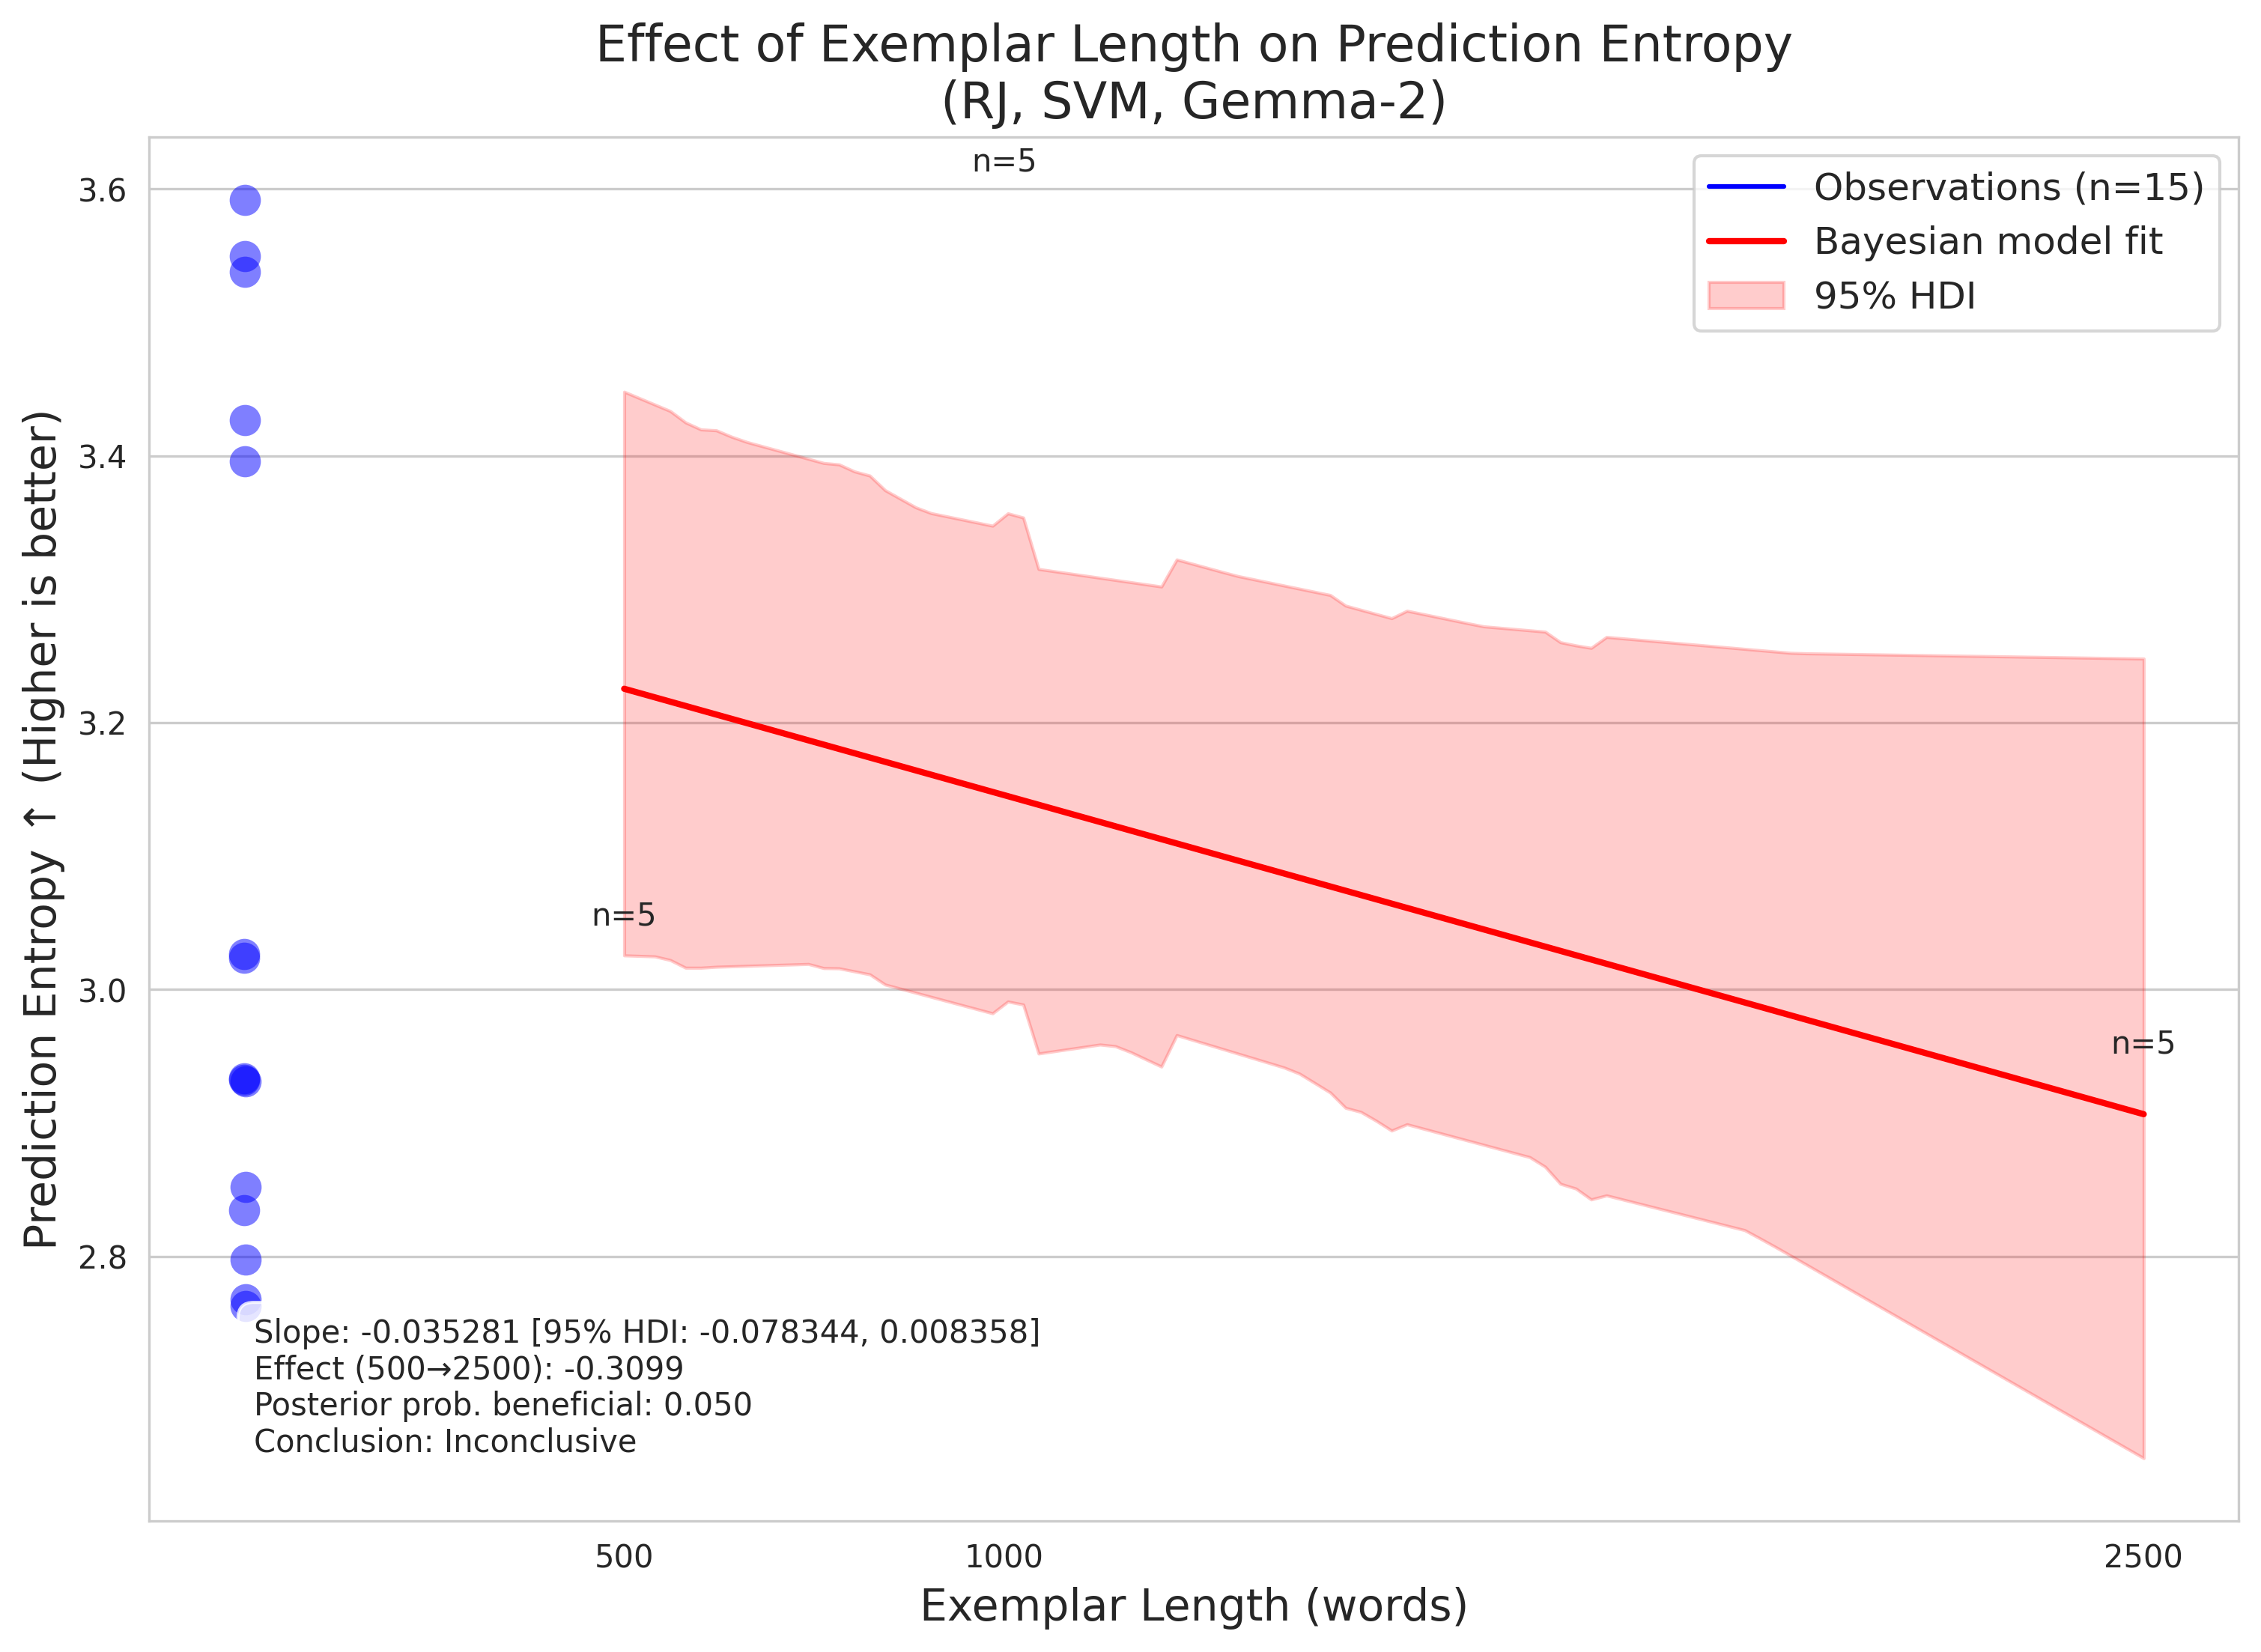 Effect of Exemplar Length on Prediction Entropy
(RJ, SVM, Gemma-2)
n=5
Observations (n=15)
Bayesian model fit
95% HDI
Prediction Entropy ↑ (Higher is better)
3.6
3.4
3.2
3.0
2.8
n=5
n=5
Slope: -0.035281 [95% HDI: -0.078344, 0.008358]
Effect (500→2500): -0.3099
Posterior prob. beneficial: 0.050
Conclusion: Inconclusive
500
1000
2500
Exemplar Length (words)